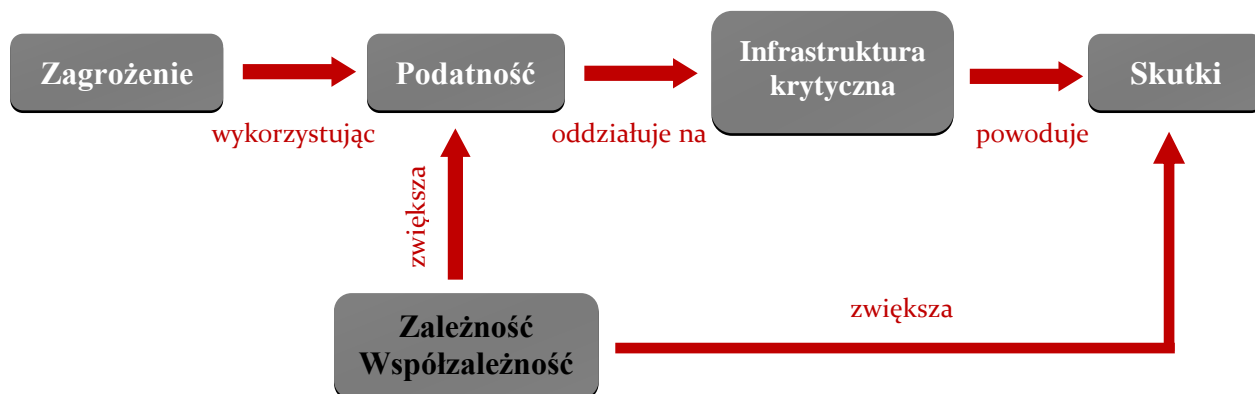 Zagrożenie
Podatność
Infrastruktura
krytyczna
Skutki
wykorzystując
oddziałuje na
powoduje
zwiększa
zwiększa
Zależność
Współzależność